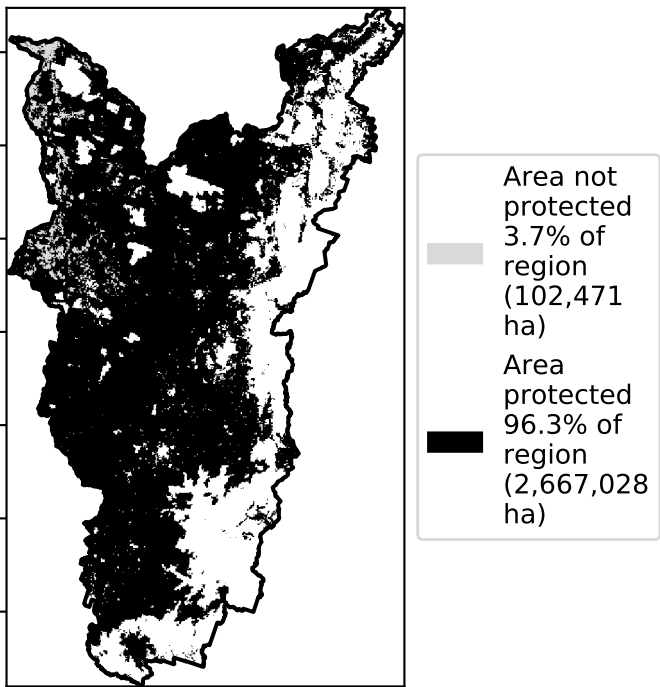 Area not
protected
3.7% of
region
(102,471
ha)
Area
protected
96.3% of
region
(2,667,028
ha)